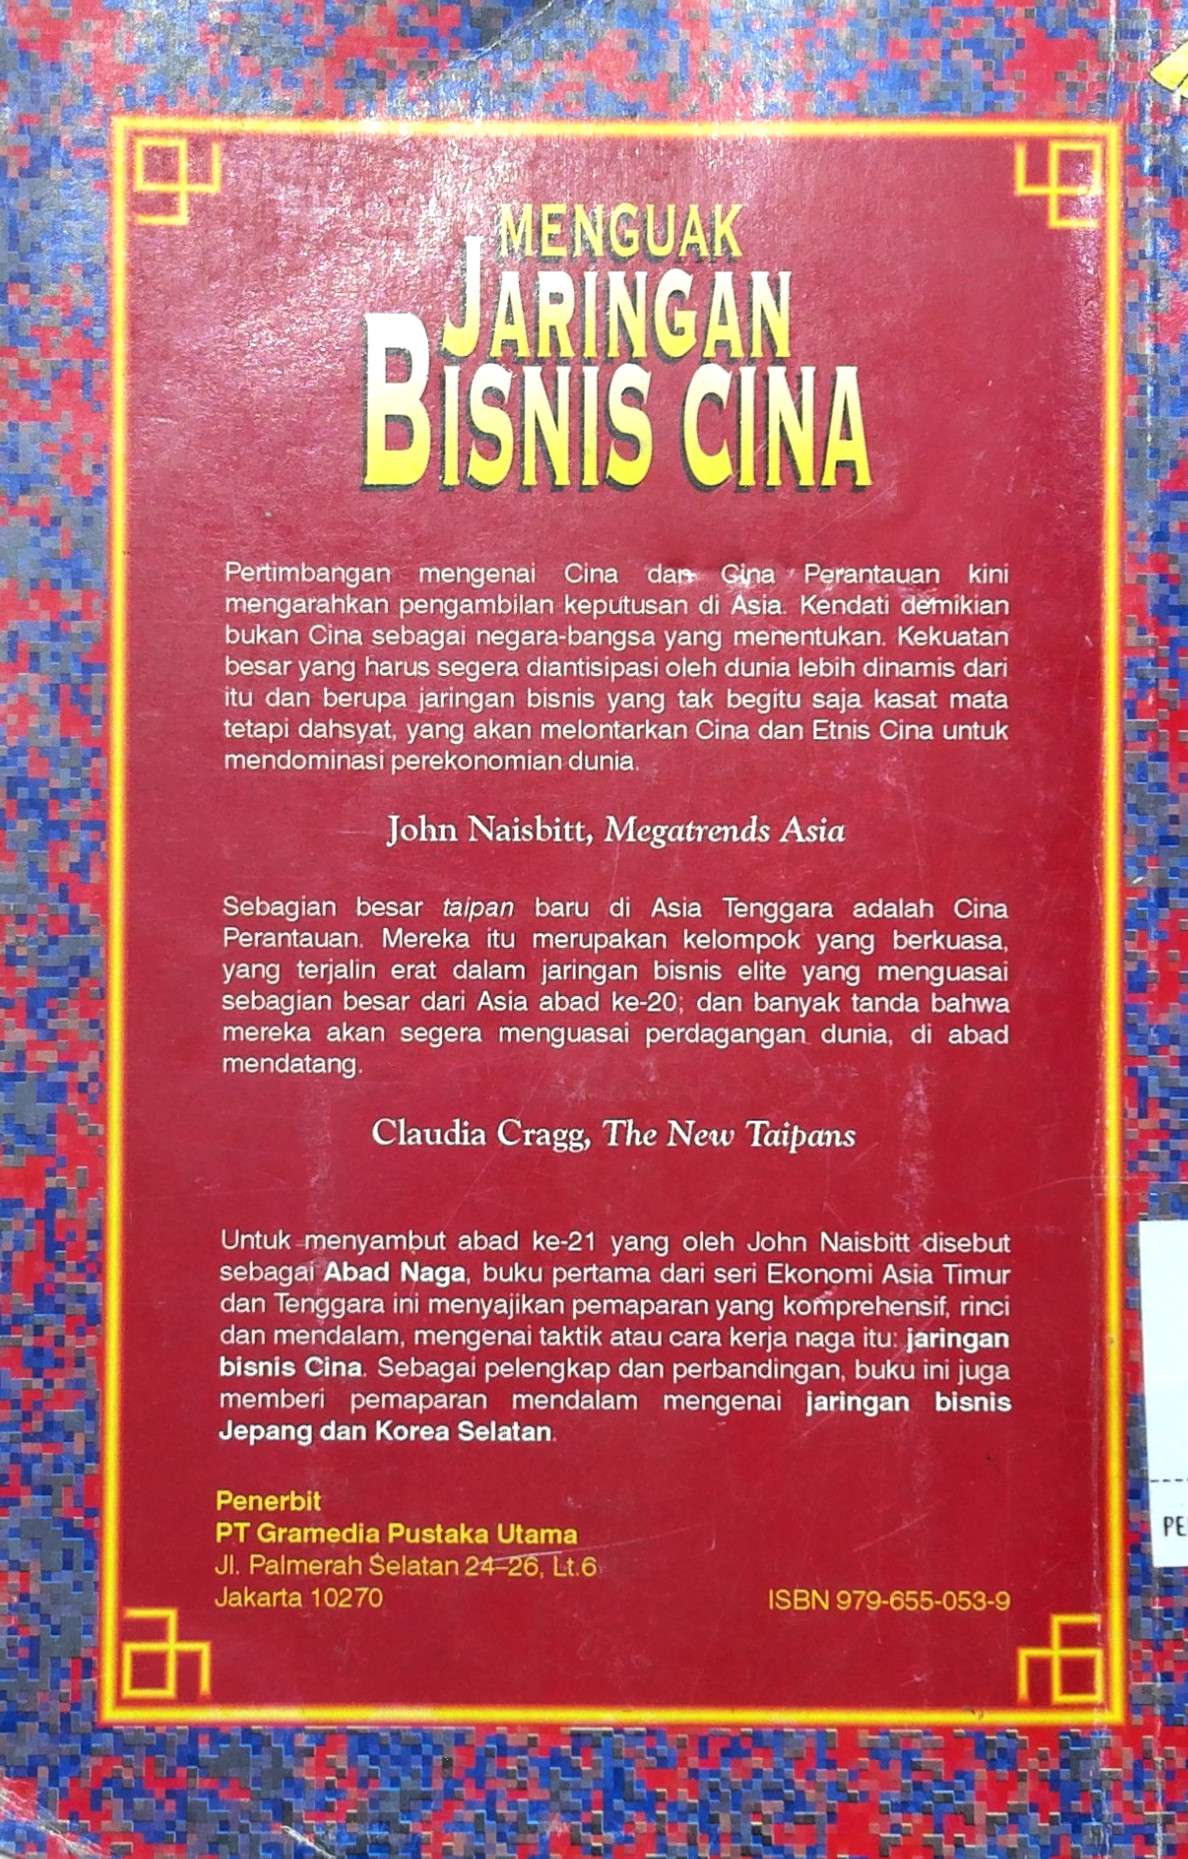 MENGUAK
JARINGAN
BISNIS CINA
Pertimbangan mengenai Cina dan Cina Perantauan kini
mengarahkan pengambilan keputusan di Asia. Kendati demikian
bukan Cina sebagai negara-bangsa yang menentukan. Kekuatan
besar yang harus segera diantisipasi oleh dunia lebih dinamis dari
itu dan berupa jaringan bisnis yang tak begitu saja kasat mata
tetapi dahsyat, yang akan melontarkan Cina dan Etnis Cina untuk
mendominasi perekonomian dunia.
John Naisbitt, Megatrends Asia
Sebagian besar taipan baru di Asia Tenggara adalah Cina
Perantauan. Mereka itu merupakan kelompok yang berkuasa,
yang terjalin erat dalam jaringan bisnis elite yang menguasai
sebagian besar dari Asia abad ke-20; dan banyak tanda bahwa
mereka akan segera menguasai perdagangan dunia, di abad
mendatang.
Claudia Cragg, The New Taipans
Untuk menyambut abad ke-21 yang oleh John Naisbitt disebut
sebagai Abad Naga, buku pertama dari seri Ekonomi Asia Timur
dan Tenggara ini menyajikan pemaparan yang komprehensif, rinci
dan mendalam, mengenai taktik atau cara kerja naga itu: jaringan
bisnis Cina. Sebagai pelengkap dan perbandingan, buku ini juga
memberi pemaparan mendalam mengenai jaringan bisnis
Jepang dan Korea Selatan.
Penerbit
PT Gramedia Pustaka Utama
Jl. Palmerah Selatan 24–26, Lt.6
Jakarta 10270
ISBN 979-655-053-9